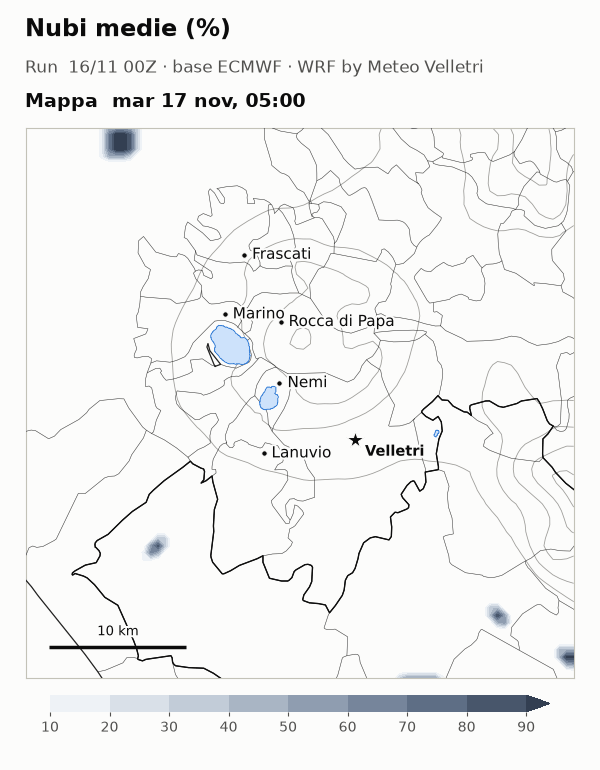 Nubi medie (%)
Run 16/11 00Z · base ECMWF · WRF by Meteo Velletri
Mappa mar 17 nov, 05:00
Frascati
Marino
Rocca di Papa
Nemi
Velletri
Lanuvio
10 km
10 20 30 40 50 60 70 80 90